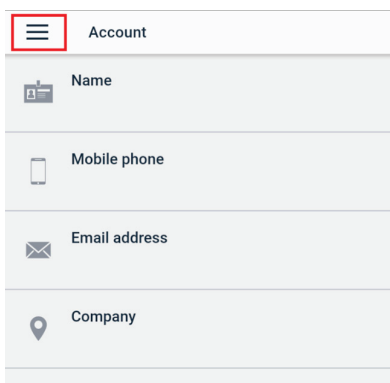 Account
Name
Mobile phone
Email address
Company